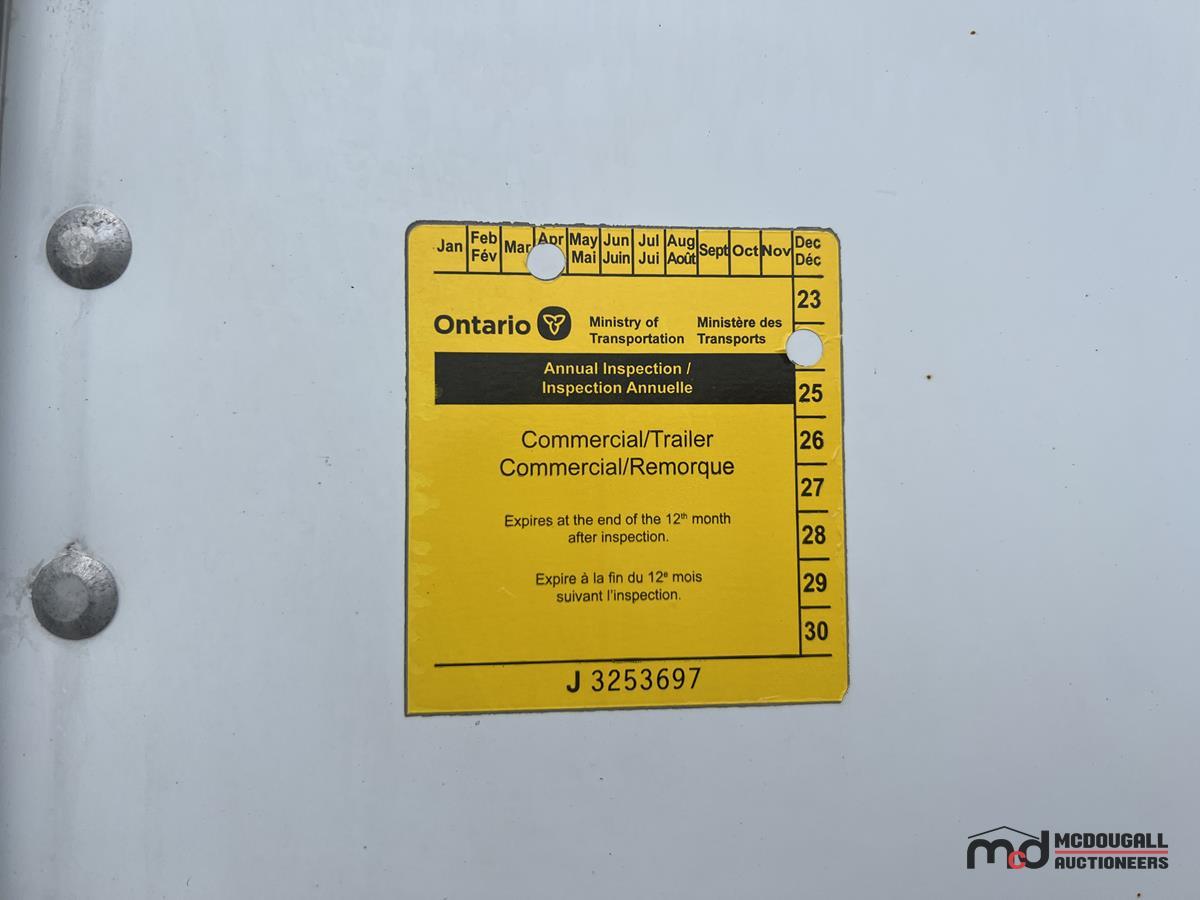 Jan Feb Mar Apr May Jun Jul Aug Sept Oct Nov Dec
Fév Mai Juin Jui Août Déc
23
Ontario
Ministry of
Transportation
Ministère des
Transports
Annual Inspection /
Inspection Annuelle
25
Commercial/Trailer
Commercial/Remorque
26
27
Expires at the end of the 12th month
after inspection.
28
Expire à la fin du 12e mois
suivant l'inspection.
29
30
J 3253697
mcd MCDOUGALL
AUCTIONEERS